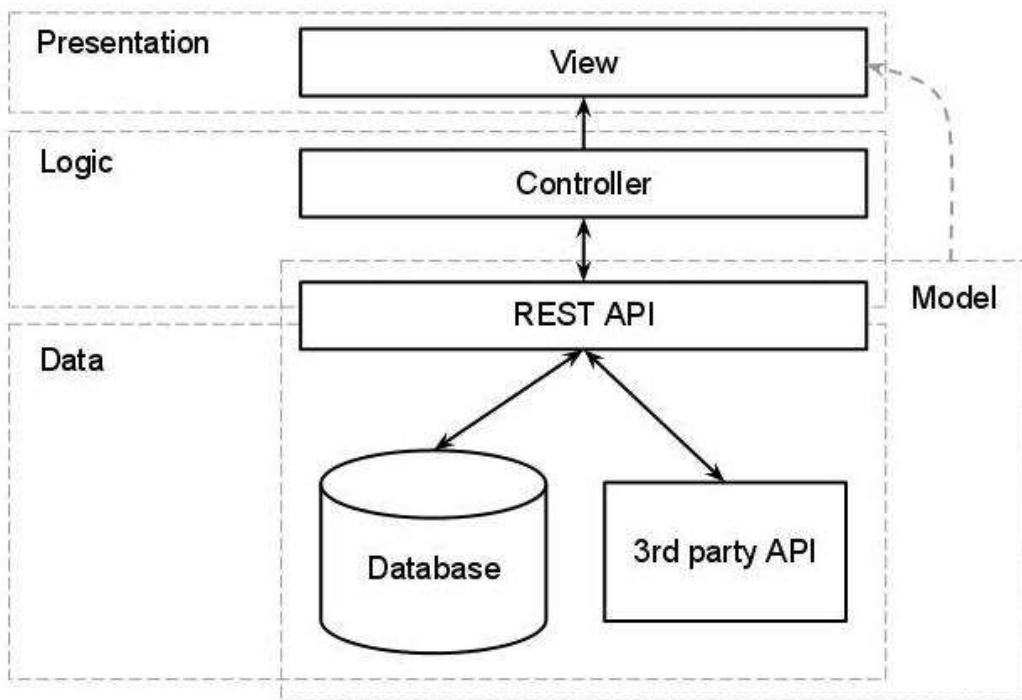 Presentation
View
Logic
Controller
REST API
Model
Data
Database
3rd party API